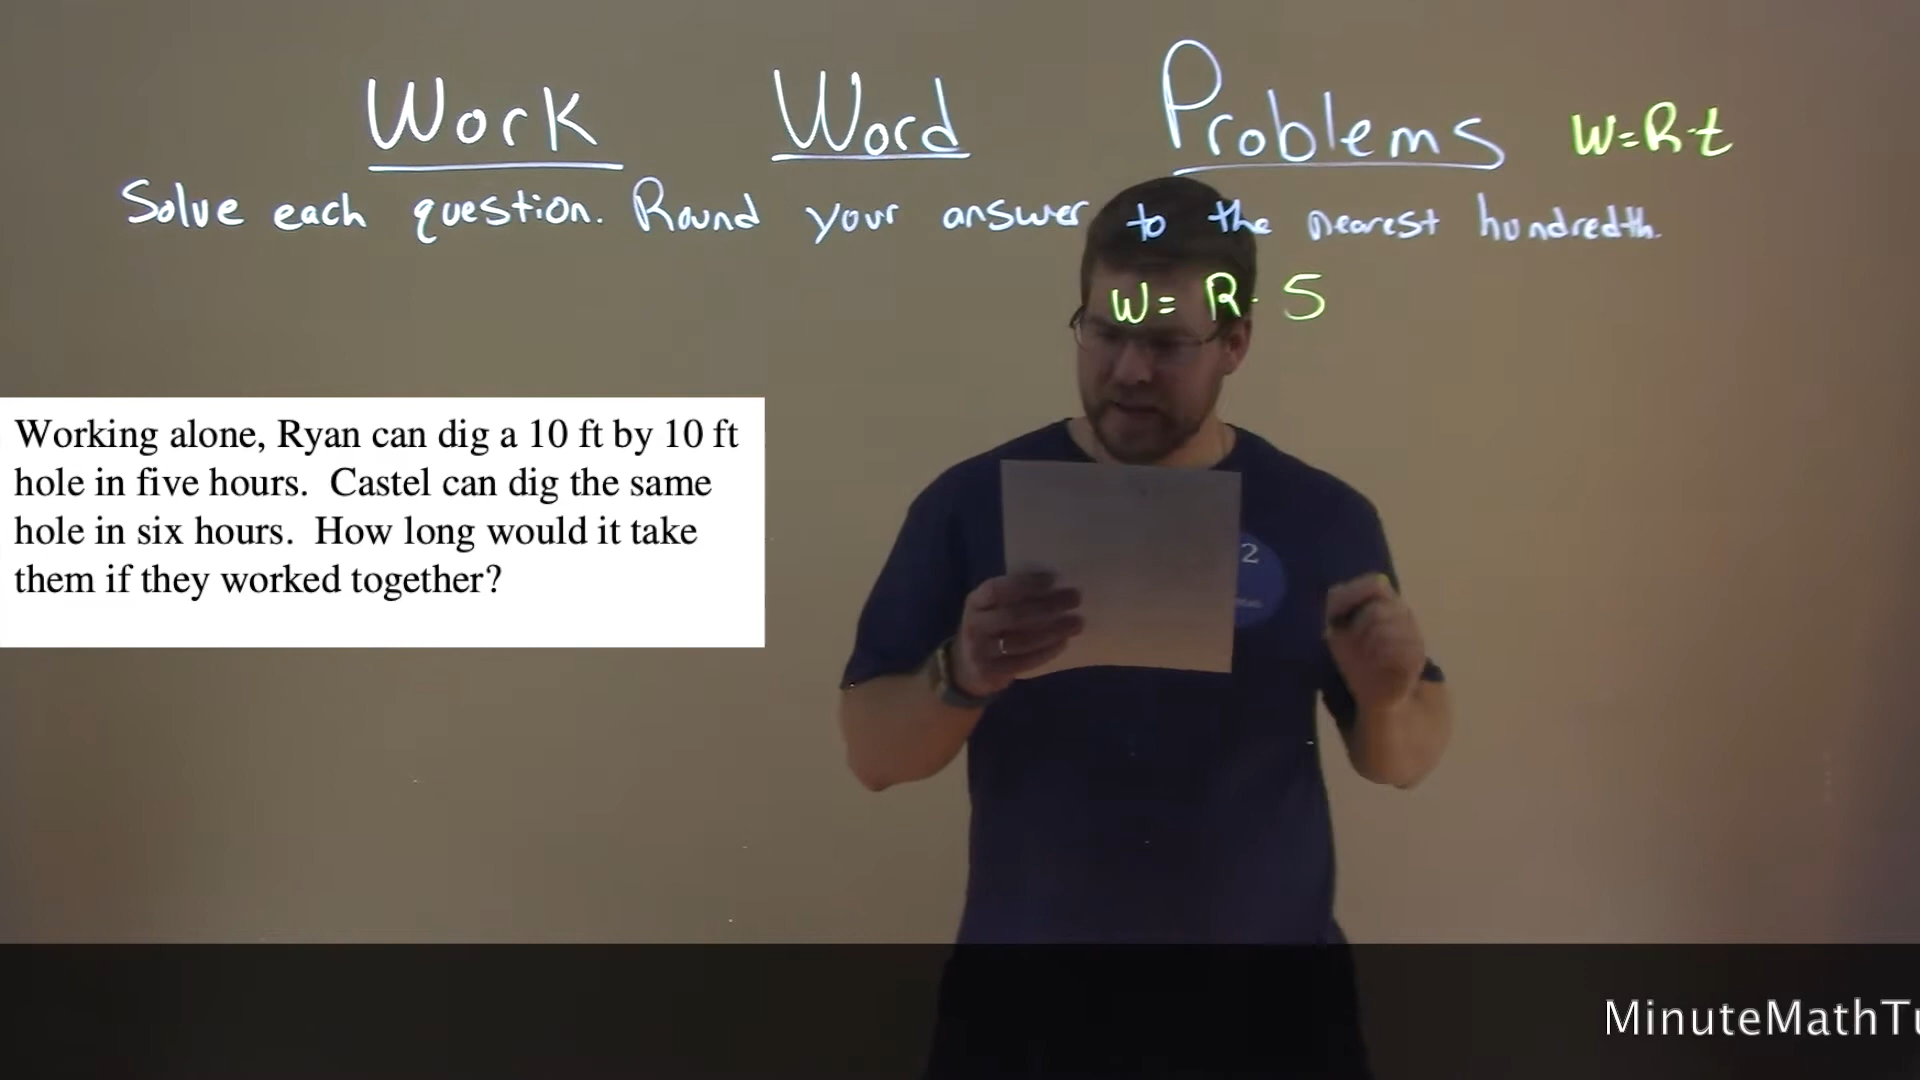 Work Word Problems W=R·t
Solve each question. Round your answer to the nearest hundredth.
W= R· 5
Working alone, Ryan can dig a 10 ft by 10 ft
hole in five hours. Castel can dig the same
hole in six hours. How long would it take
them if they worked together?
2
MinuteMathTu